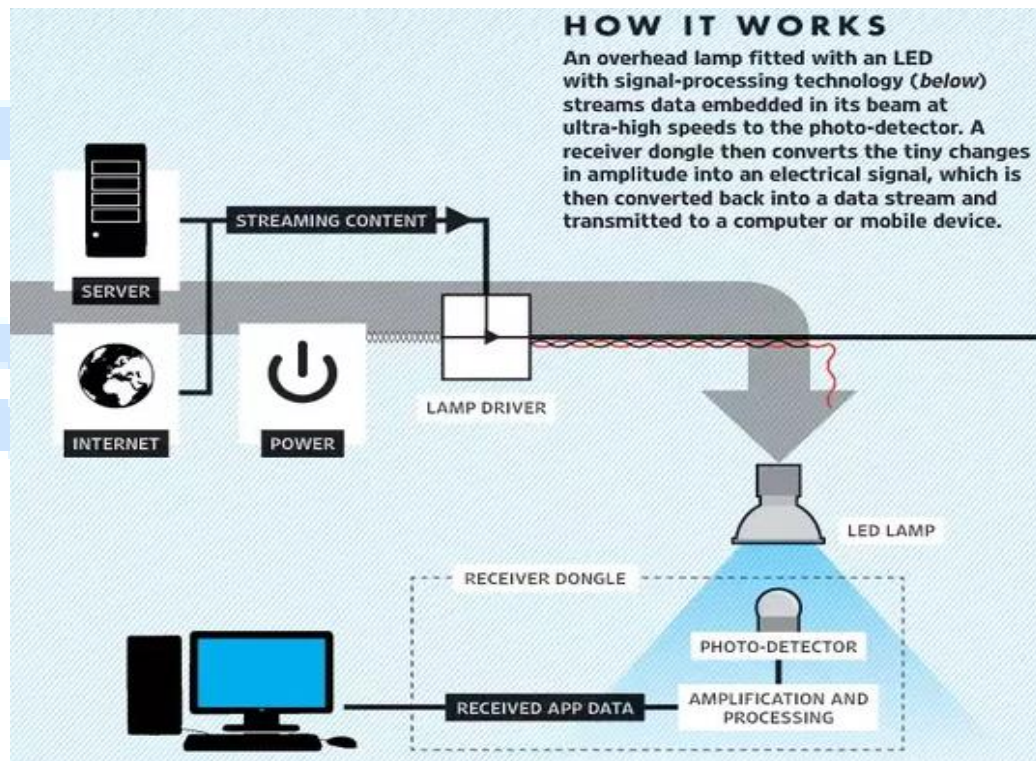 HOW IT WORKS
An overhead lamp fitted with an LED
with signal-processing technology (below)
streams data embedded in its beam at
ultra-high speeds to the photo-detector. A
receiver dongle then converts the tiny changes
in amplitude into an electrical signal, which is
then converted back into a data stream and
transmitted to a computer or mobile device.
STREAMING CONTENT
SERVER
LAMP DRIVER
INTERNET
POWER
LED LAMP
RECEIVER DONGLE
PHOTO-DETECTOR
RECEIVED APP DATA
AMPLIFICATION AND
PROCESSING